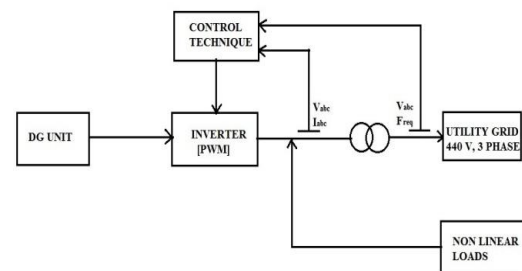 CONTROL
TECHNIQUE
Vabc
Iabc
Vabc
Freq
DG UNIT
INVERTER
[PWM]
UTILITY GRID
440 V, 3 PHASE
NON LINEAR
LOADS